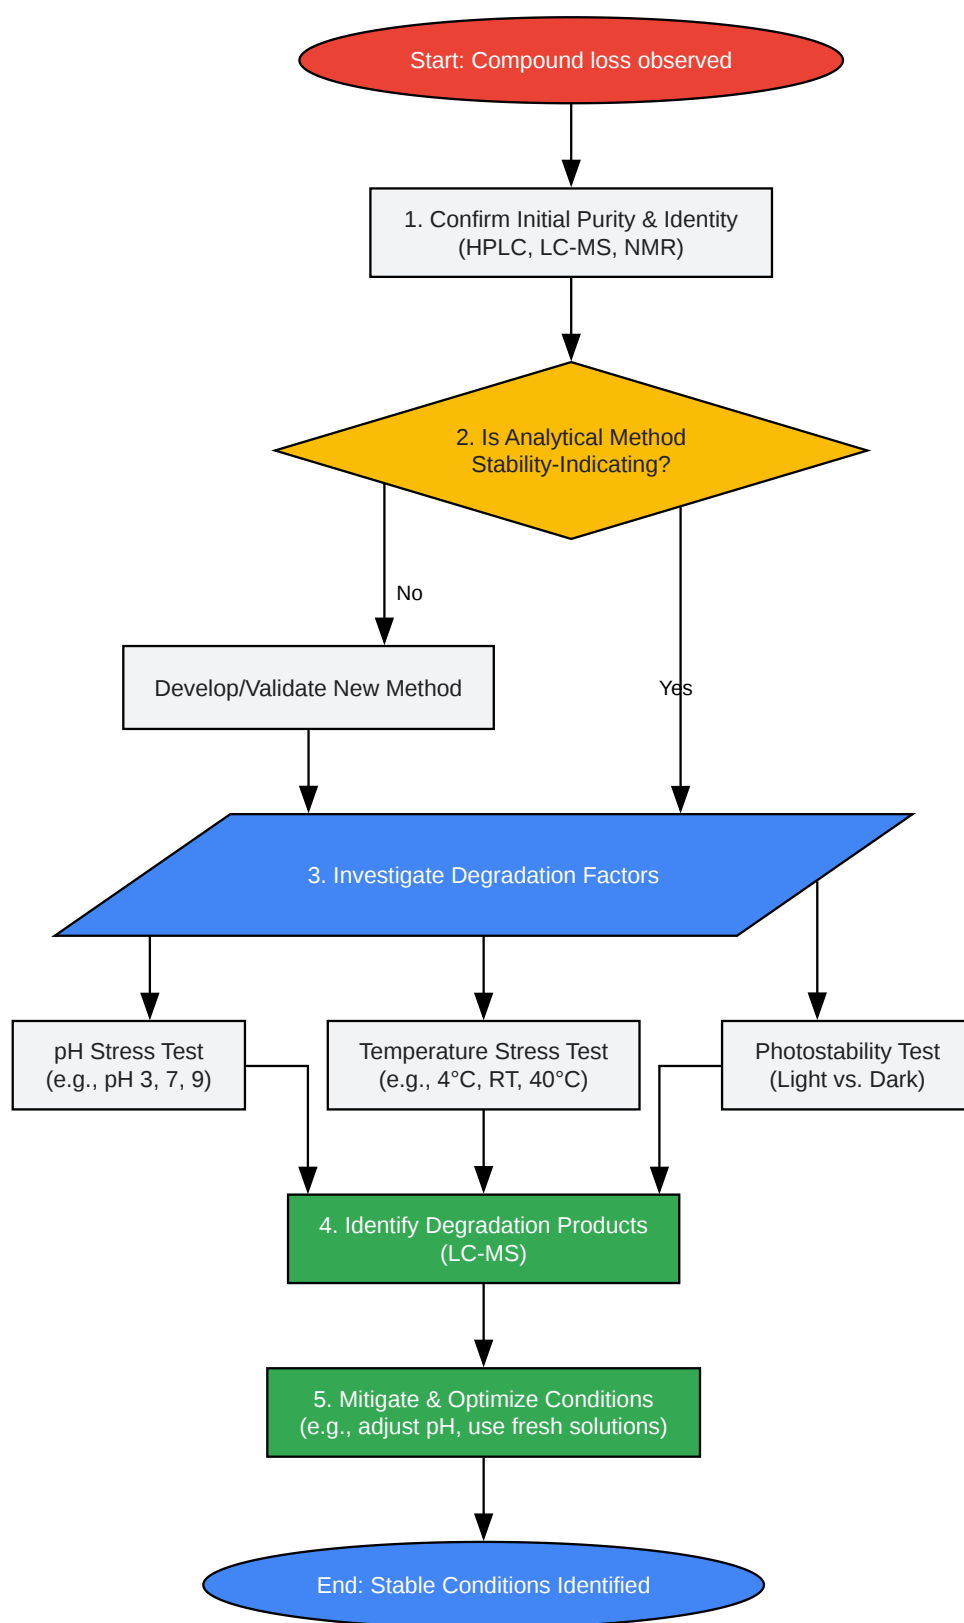 Start: Compound loss observed
1. Confirm Initial Purity & Identity
(HPLC, LC-MS, NMR)
2. Is Analytical Method
Stability-Indicating?
No
Develop/Validate New Method
Yes
3. Investigate Degradation Factors
pH Stress Test
(e.g., pH 3, 7, 9)
Temperature Stress Test
(e.g., 4°C, RT, 40°C)
Photostability Test
(Light vs. Dark)
4. Identify Degradation Products
(LC-MS)
5. Mitigate & Optimize Conditions
(e.g., adjust pH, use fresh solutions)
End: Stable Conditions Identified